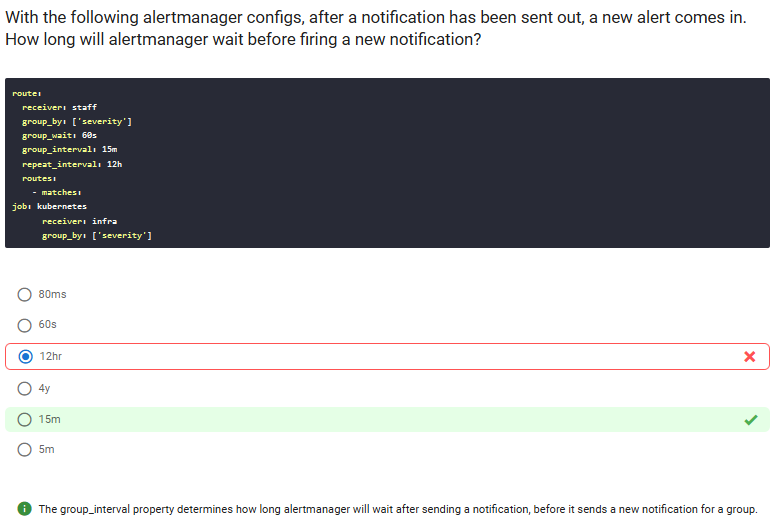 With the following alertmanager configs, after a notification has been sent out, a new alert comes in.
How long will alertmanager wait before firing a new notification?
route:
  receiver: staff
  group_by: ['severity']
  group_wait: 60s
  group_interval: 15m
  repeat_interval: 12h
  routes:
    - matches:
job: kubernetes
      receiver: infra
      group_by: ['severity']
80ms
60s
12hr
4y
15m
5m
The group_interval property determines how long alertmanager will wait after sending a notification, before it sends a new notification for a group.